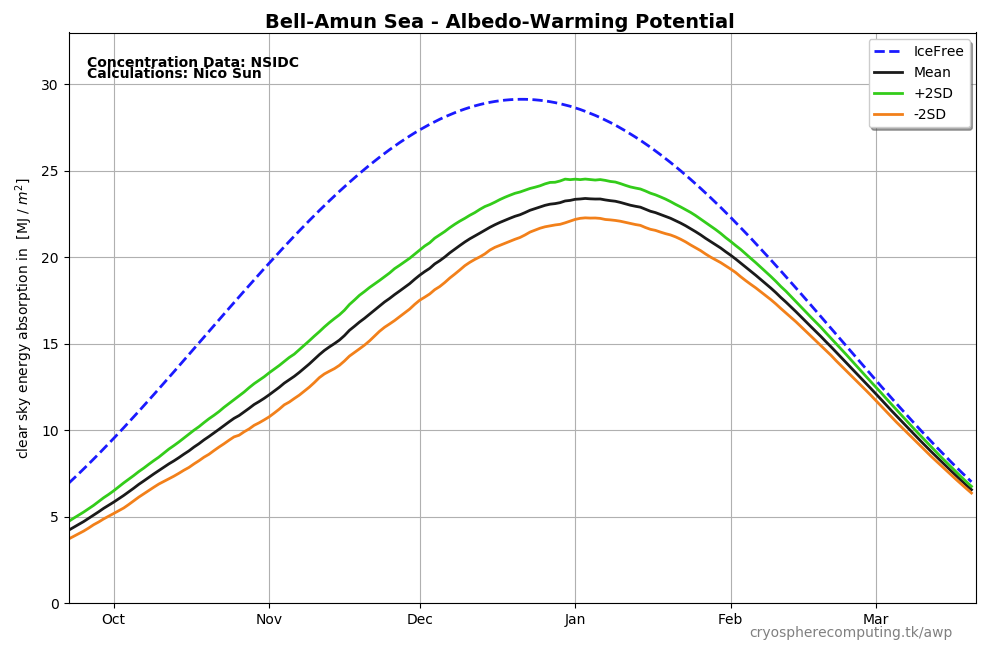 Bell-Amun Sea - Albedo-Warming Potential
Concentration Data: NSIDC
Calculations: Nico Sun
IceFree
Mean
+2SD
-2SD
clear sky energy absorption in [MJ / m²]
30
25
20
15
10
5
0
Oct Nov Dec Jan Feb Mar
cryospherecomputing.tk/awp